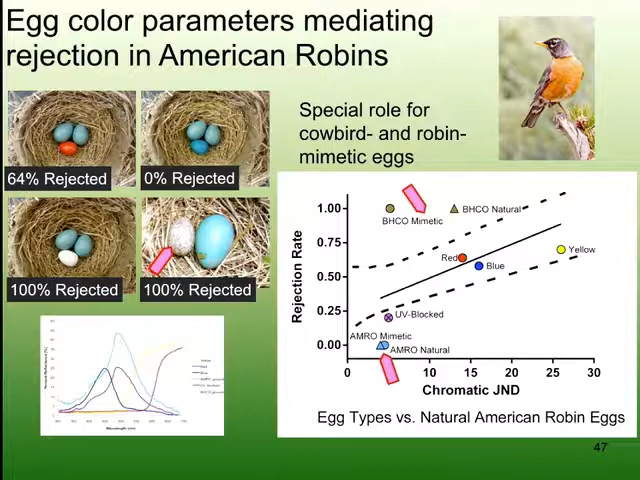 Egg color parameters mediating
rejection in American Robins
64% Rejected
0% Rejected
100% Rejected
100% Rejected
Special role for
cowbird- and robin-
mimetic eggs
Rejection Rate
1.00
0.75
0.50
0.25
0.00
BHCO Mimetic
BHCO Natural
Red
Blue
Yellow
UV-Blocked
AMRO Mimetic
AMRO Natural
0
5
10
15
20
25
30
Chromatic JND
Egg Types vs. Natural American Robin Eggs
47